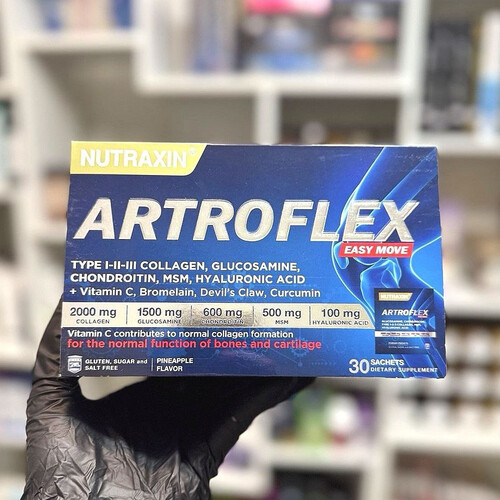 NUTRAXIN®
ARTROFLEX
EASY MOVE
TYPE I-II-III COLLAGEN, GLUCOSAMINE,
CHONDROITIN, MSM, HYALURONIC ACID
+ Vitamin C, Bromelain, Devil's Claw, Curcumin
2000 mg 1500 mg 600 mg 500 mg 100 mg
COLLAGEN GLUCOSAMINE CHONDROITIN MSM HYALURONIC ACID
Vitamin C contributes to normal collagen formation
for the normal function of bones and cartilage
GLUTEN, SUGAR and
SALT FREE
PINEAPPLE
FLAVOR
NUTRAXIN
ARTROFLEX
30 SACHETS
DIETARY SUPPLEMENT